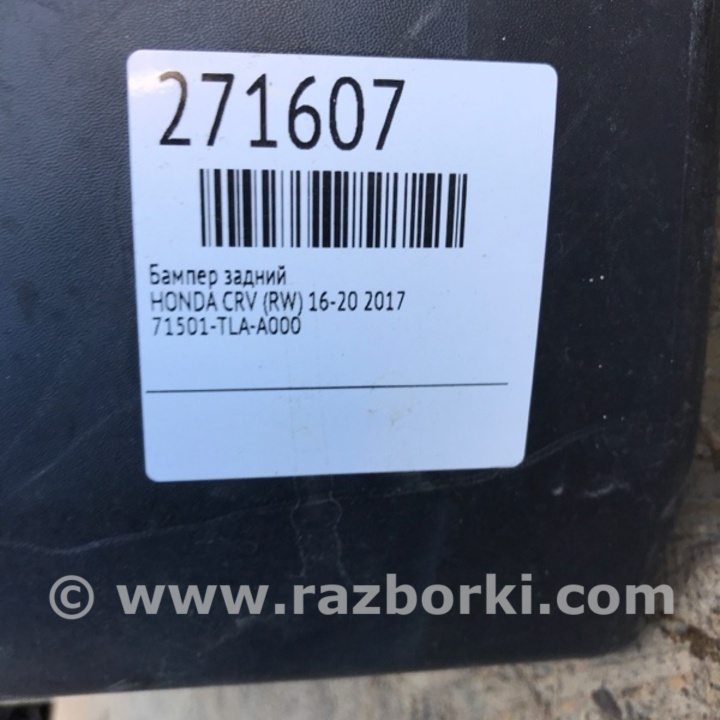 271607
Бампер задний
HONDA CRV (RW) 16-20 2017
71501-TLA-A000
© www.razborki.com